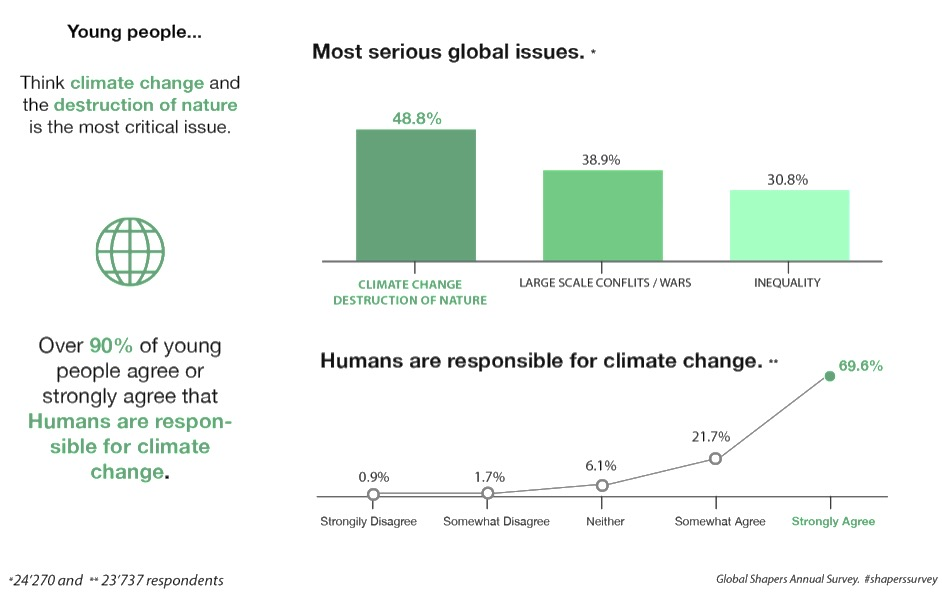 Young people...
Think climate change and
the destruction of nature
is the most critical issue.
Over 90% of young
people agree or
strongly agree that
Humans are respon-
sible for climate
change.
Most serious global issues. *
48.8%
38.9%
30.8%
CLIMATE CHANGE
DESTRUCTION OF NATURE
LARGE SCALE CONFLITS / WARS
INEQUALITY
Humans are responsible for climate change. **
0.9%
1.7%
6.1%
21.7%
69.6%
Strongily Disagree
Somewhat Disagree
Neither
Somewhat Agree
Strongly Agree
*24'270 and ** 23'737 respondents
Global Shapers Annual Survey. #shaperssurvey